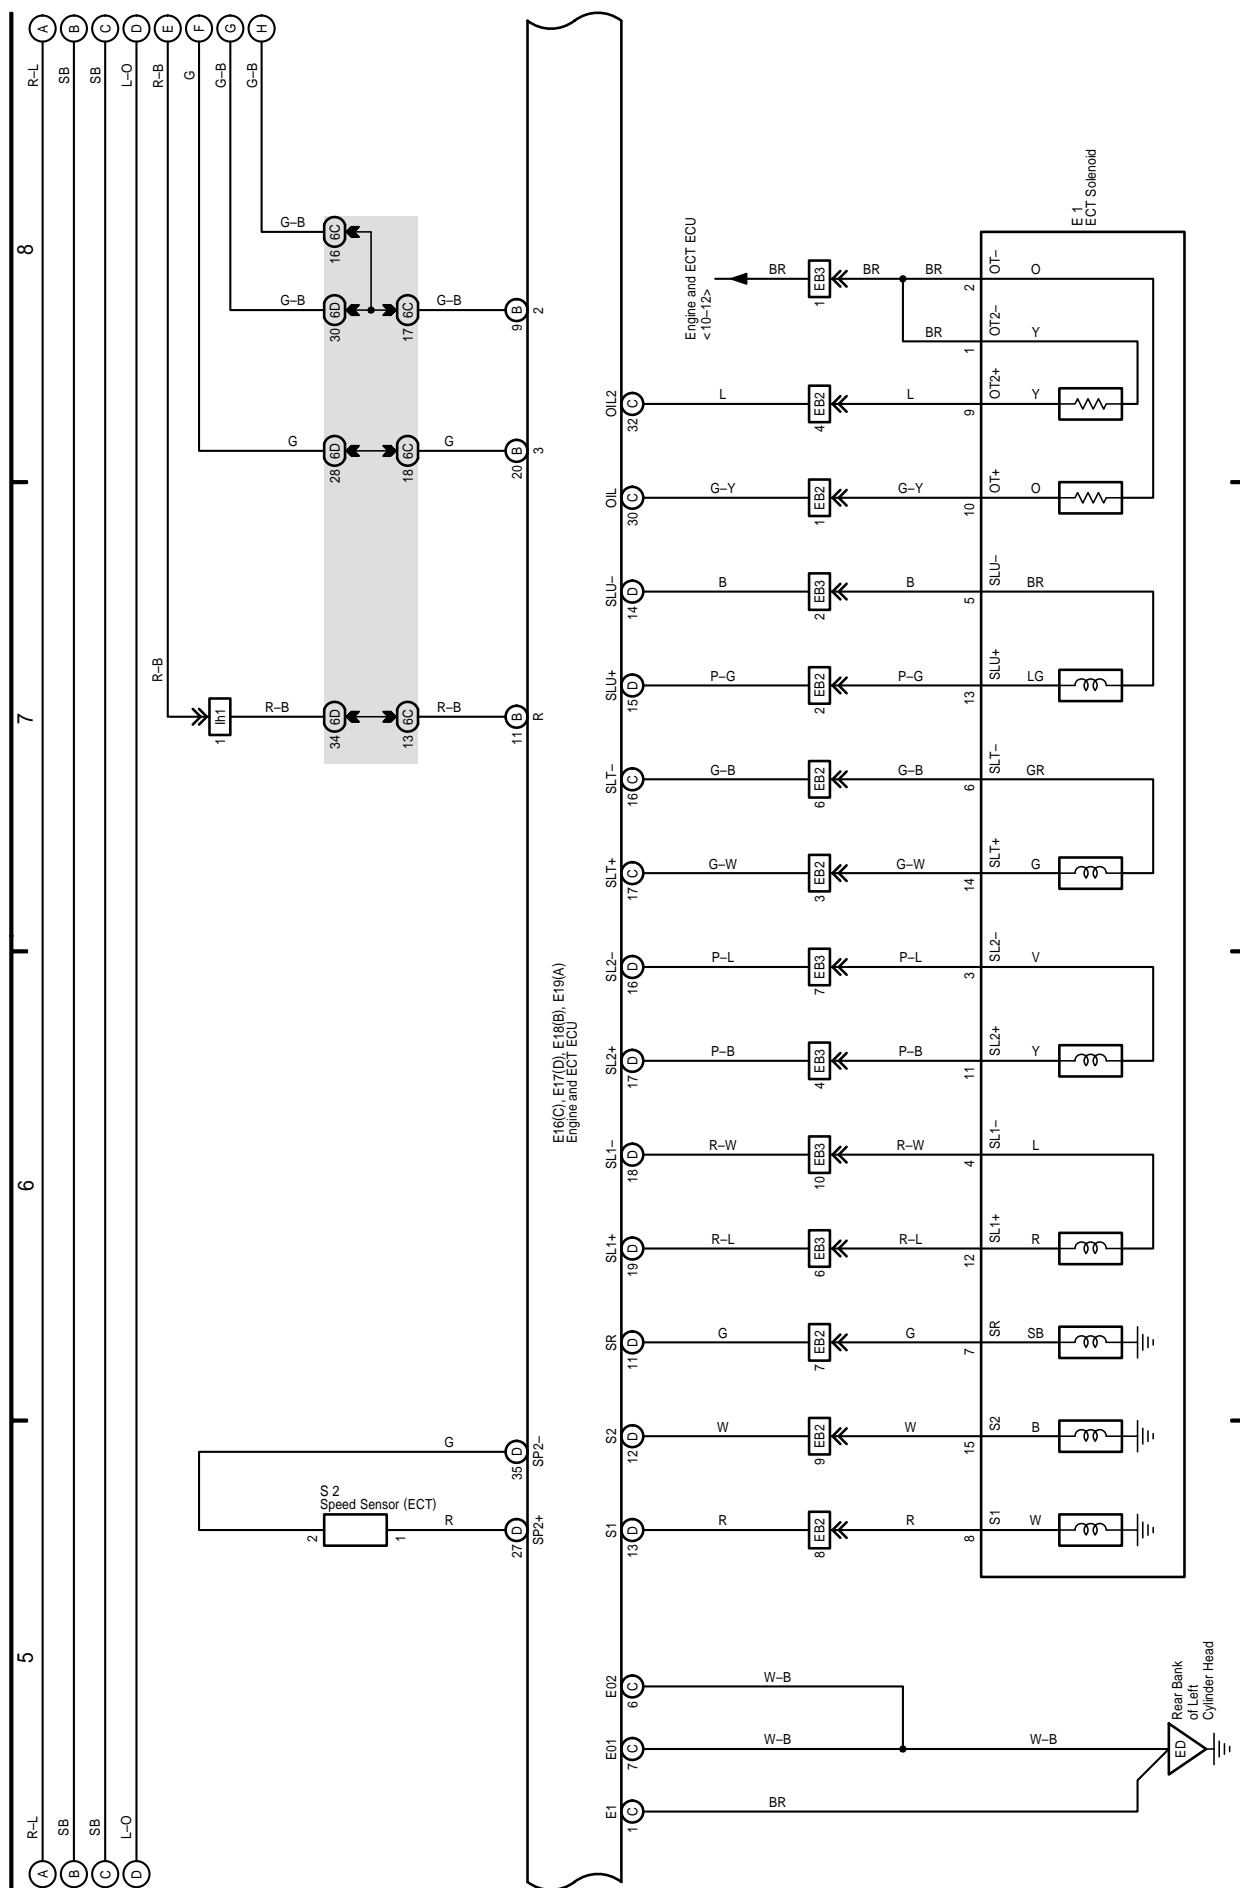 5 6 7 8
A R–L R–L A
B SB SB B
C SB SB C
D L–O L–O D
R–B R–B E
G F
G–B G
G–B H
1 Ih1
S 2
Speed Sensor (ECT)
2 1
R G
R–B G G–B G–B
34 6D 28 6D 30 6D 16 6C
13 6C 18 6C 17 6C
R–B G G–B
27 D 35 D 11 B 20 B 9 B
SP2+ SP2– R 3 2
E16(C), E17(D), E18(B), E19(A)
Engine and ECT ECU
E1 E01 E02 S1 S2 SR SL1+ SL1– SL2+ SL2– SLT+ SLT– SLU+ SLU– OIL OIL2
1 C 7 C 6 C 13 D 12 D 11 D 19 D 18 D 17 D 16 D 17 C 16 C 15 D 14 D 30 C 32 C
Engine and ECT ECU
<10–12>
BR W–B W–B R W G R–L R–W P–B P–L G–W G–B P–G B G–Y L BR
8 EB2 9 EB2 7 EB2 6 EB3 10 EB3 4 EB3 7 EB3 3 EB2 6 EB2 2 EB2 2 EB3 1 EB2 4 EB2 1 EB3
BR
W–B R W G R–L R–W P–B P–L G–W G–B P–G B G–Y L BR BR
8 15 7 12 4 11 3 14 6 13 5 10 9 1 2
S1 S2 SR SL1+ SL1– SL2+ SL2– SLT+ SLT– SLU+ SLU– OT+ OT2+ OT2– OT–
W B SB R L Y V G GR LG BR O Y Y O
E 1
ECT Solenoid
ED
Rear Bank
of Left
Cylinder Head